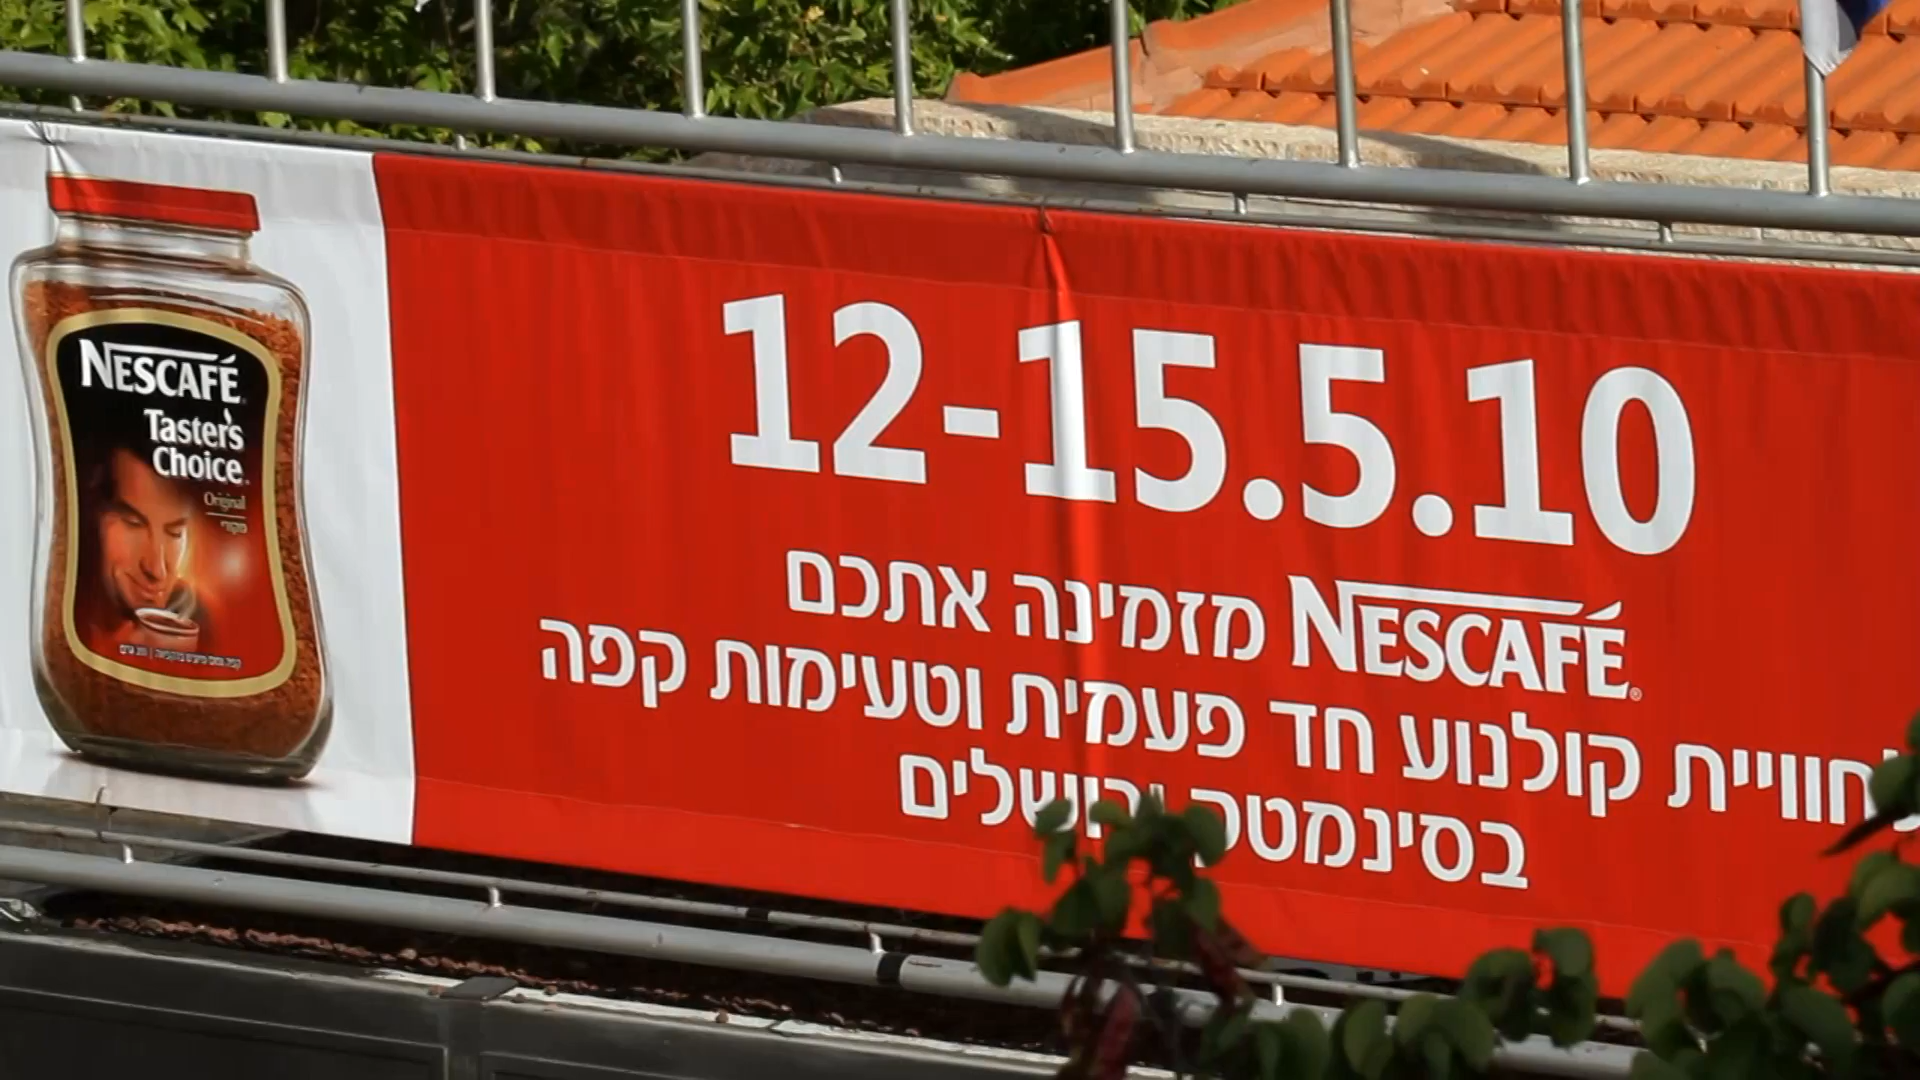 NESCAFÉ
Taster's
Choice
Original
מקורי
12-15.5.10
NESCAFÉ מזמינה אתכם
לחוויית קולנוע חד פעמית וטעימות קפה
בסינמטק ירושלים